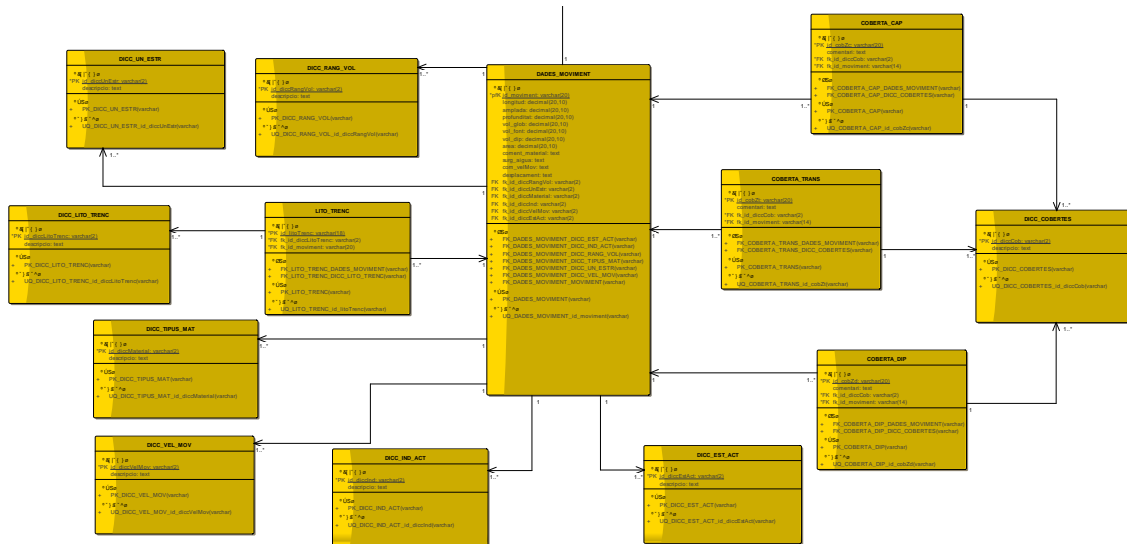 COBERTA_CAP
*PK id_cobZc: varchar(20)
comentari: text
*FK fk_id_diccCob: varchar(2)
*FK fk_id_moviment: varchar(14)
+ FK_COBERTA_CAP_DADES_MOVIMENT(varchar)
+ FK_COBERTA_CAP_DICC_COBERTES(varchar)
+ PK_COBERTA_CAP(varchar)
+ UQ_COBERTA_CAP_id_cobZc(varchar)
DICC_UN_ESTR
*PK id_diccUnEstr: varchar(2)
descripcio: text
+ PK_DICC_UN_ESTR(varchar)
+ UQ_DICC_UN_ESTR_id_diccUnEstr(varchar)
DICC_RANG_VOL
*PK id_diccRangVol: varchar(2)
descripcio: text
+ PK_DICC_RANG_VOL(varchar)
+ UQ_DICC_RANG_VOL_id_diccRangVol(varchar)
DADES_MOVIMENT
*pfK id_moviment: varchar(20)
longitud: decimal(20,10)
amplada: decimal(20,10)
profunditat: decimal(20,10)
vol_glob: decimal(20,10)
vol_font: decimal(20,10)
vol_dip: decimal(20,10)
area: decimal(20,10)
coment_material: text
surg_aigua: text
com_velMov: text
desplacament: text
FK fk_id_diccRangVol: varchar(2)
FK fk_id_diccUnEstr: varchar(2)
FK fk_id_diccMaterial: varchar(2)
FK fk_id_diccInd: varchar(2)
FK fk_id_diccVelMov: varchar(2)
FK fk_id_diccEstAct: varchar(2)
+ FK_DADES_MOVIMENT_DICC_EST_ACT(varchar)
+ FK_DADES_MOVIMENT_DICC_IND_ACT(varchar)
+ FK_DADES_MOVIMENT_DICC_RANG_VOL(varchar)
+ FK_DADES_MOVIMENT_DICC_TIPUS_MAT(varchar)
+ FK_DADES_MOVIMENT_DICC_UN_ESTR(varchar)
+ FK_DADES_MOVIMENT_DICC_VEL_MOV(varchar)
+ FK_DADES_MOVIMENT_MOVIMENT(varchar)
+ PK_DADES_MOVIMENT(varchar)
+ UQ_DADES_MOVIMENT_id_moviment(varchar)
COBERTA_TRANS
*PK id_cobZt: varchar(20)
comentari: text
*FK fk_id_diccCob: varchar(2)
*FK fk_id_moviment: varchar(14)
+ FK_COBERTA_TRANS_DADES_MOVIMENT(varchar)
+ FK_COBERTA_TRANS_DICC_COBERTES(varchar)
+ PK_COBERTA_TRANS(varchar)
+ UQ_COBERTA_TRANS_id_cobZt(varchar)
DICC_LITO_TRENC
*PK id_diccLitoTrenc: varchar(2)
descripcio: text
+ PK_DICC_LITO_TRENC(varchar)
+ UQ_DICC_LITO_TRENC_id_diccLitoTrenc(varchar)
LITO_TRENC
*PK id_litoTrenc: varchar(18)
*FK fk_id_diccLitoTrenc: varchar(2)
*FK fk_id_moviment: varchar(20)
+ FK_LITO_TRENC_DADES_MOVIMENT(varchar)
+ FK_LITO_TRENC_DICC_LITO_TRENC(varchar)
+ PK_LITO_TRENC(varchar)
+ UQ_LITO_TRENC_id_litoTrenc(varchar)
DICC_COBERTES
*PK id_diccCob: varchar(2)
descripcio: text
+ PK_DICC_COBERTES(varchar)
+ UQ_DICC_COBERTES_id_diccCob(varchar)
DICC_TIPUS_MAT
*PK id_diccMaterial: varchar(2)
descripcio: text
+ PK_DICC_TIPUS_MAT(varchar)
+ UQ_DICC_TIPUS_MAT_id_diccMaterial(varchar)
COBERTA_DIP
*PK id_cobZd: varchar(20)
comentari: text
*FK fk_id_diccCob: varchar(2)
*FK fk_id_moviment: varchar(14)
+ FK_COBERTA_DIP_DADES_MOVIMENT(varchar)
+ FK_COBERTA_DIP_DICC_COBERTES(varchar)
+ PK_COBERTA_DIP(varchar)
+ UQ_COBERTA_DIP_id_cobZd(varchar)
DICC_VEL_MOV
*PK id_diccVelMov: varchar(2)
descripcio: text
+ PK_DICC_VEL_MOV(varchar)
+ UQ_DICC_VEL_MOV_id_diccVelMov(varchar)
DICC_IND_ACT
*PK id_diccInd: varchar(2)
descripcio: text
+ PK_DICC_IND_ACT(varchar)
+ UQ_DICC_IND_ACT_id_diccInd(varchar)
DICC_EST_ACT
*PK id_diccEstAct: varchar(2)
descripcio: text
+ PK_DICC_EST_ACT(varchar)
+ UQ_DICC_EST_ACT_id_diccEstAct(varchar)